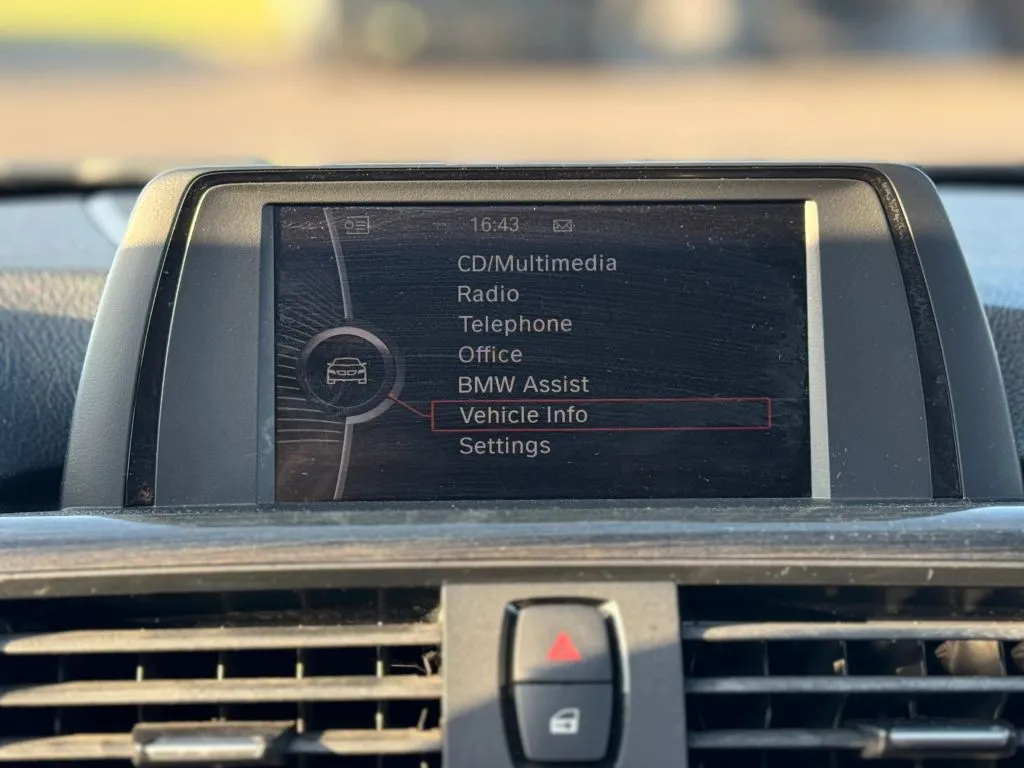 16:43
CD/Multimedia
Radio
Telephone
Office
BMW Assist
Vehicle Info
Settings